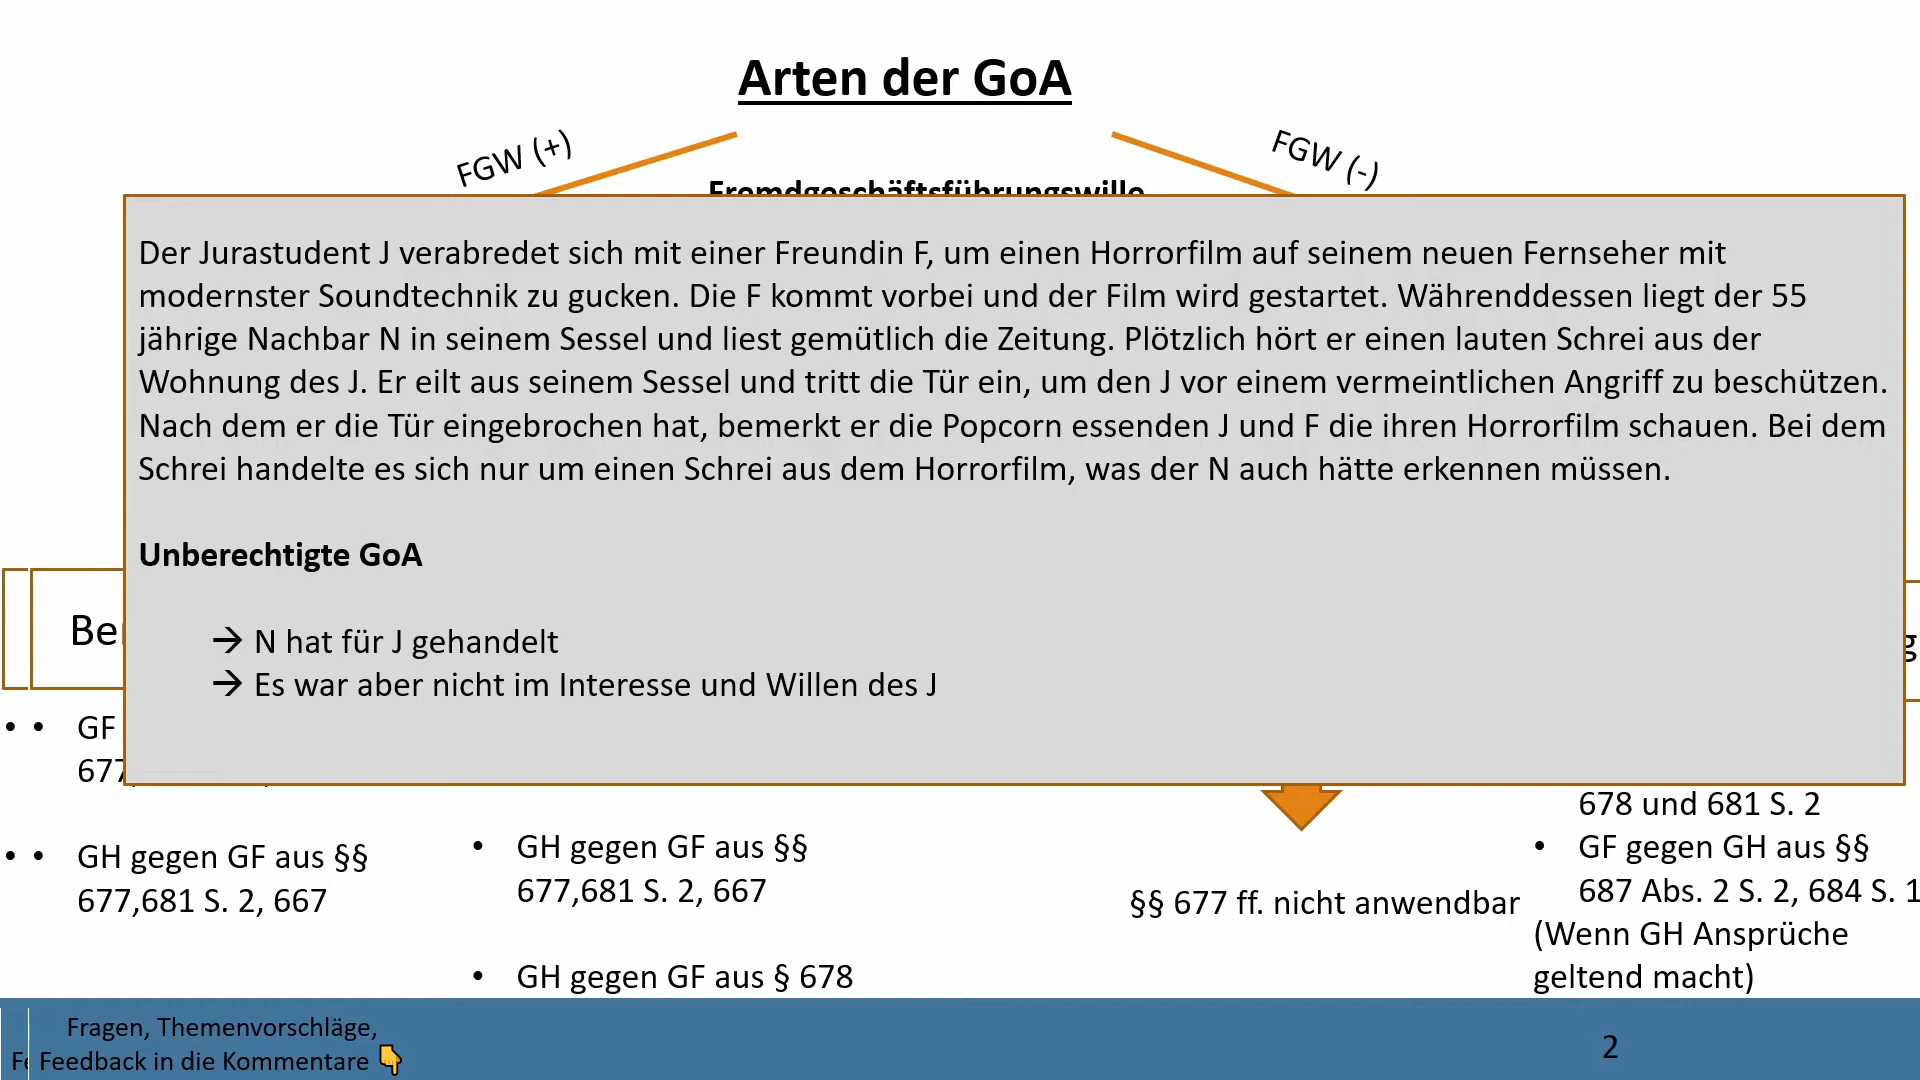 Arten der GoA
FGW (+)
FGW (-)
Fremdgeschäftsführungswille
Der Jurastudent J verabredet sich mit einer Freundin F, um einen Horrorfilm auf seinem neuen Fernseher mit
modernster Soundtechnik zu gucken. Die F kommt vorbei und der Film wird gestartet. Währenddessen liegt der 55
jährige Nachbar N in seinem Sessel und liest gemütlich die Zeitung. Plötzlich hört er einen lauten Schrei aus der
Wohnung des J. Er eilt aus seinem Sessel und tritt die Tür ein, um den J vor einem vermeintlichen Angriff zu beschützen.
Nach dem er die Tür eingebrochen hat, bemerkt er die Popcorn essenden J und F die ihren Horrorfilm schauen. Bei dem
Schrei handelte es sich nur um einen Schrei aus dem Horrorfilm, was der N auch hätte erkennen müssen.
Unberechtigte GoA
→ N hat für J gehandelt
→ Es war aber nicht im Interesse und Willen des J
Be
g
• • GF
677,
• • GH gegen GF aus §§
677,681 S. 2, 667
• GH gegen GF aus §§
677,681 S. 2, 667
• GH gegen GF aus § 678
§§ 677 ff. nicht anwendbar
678 und 681 S. 2
• GF gegen GH aus §§
687 Abs. 2 S. 2, 684 S. 1
(Wenn GH Ansprüche
geltend macht)
Fragen, Themenvorschläge,
Fe Feedback in die Kommentare 👇
2